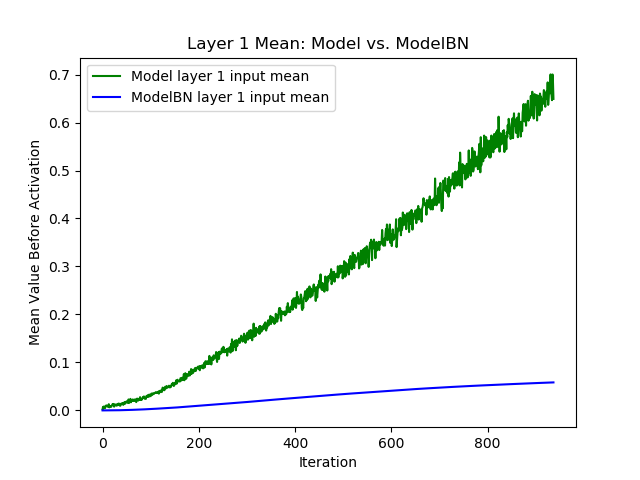 Layer 1 Mean: Model vs. ModelBN
Model layer 1 input mean
ModelBN layer 1 input mean
Mean Value Before Activation
0.7
0.6
0.5
0.4
0.3
0.2
0.1
0.0
0 200 400 600 800
Iteration